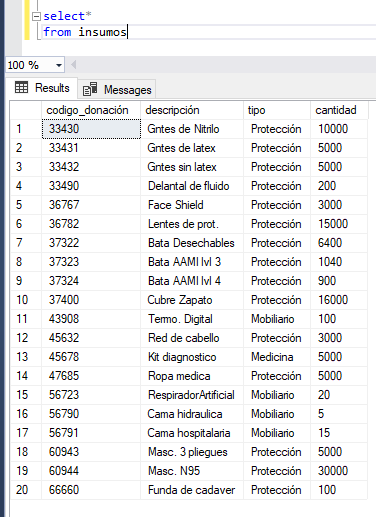 select*
from insumos
100 %
Results Messages
codigo_donación descripción tipo cantidad
1 33430 Gntes de Nitrilo Protección 10000
2 33431 Gntes de latex Protección 5000
3 33432 Gntes sin latex Protección 5000
4 33490 Delantal de fluido Protección 200
5 36767 Face Shield Protección 3000
6 36782 Lentes de prot. Protección 15000
7 37322 Bata Desechables Protección 6400
8 37323 Bata AAMI lvl 3 Protección 1040
9 37324 Bata AAMI lvl 4 Protección 900
10 37400 Cubre Zapato Protección 16000
11 43908 Termo. Digital Mobiliario 100
12 45632 Red de cabello Protección 3000
13 45678 Kit diagnostico Medicina 5000
14 47685 Ropa medica Protección 5000
15 56723 RespiradorArtificial Mobiliario 20
16 56790 Cama hidraulica Mobiliario 5
17 56791 Cama hospitalaria Mobiliario 15
18 60943 Masc. 3 pliegues Protección 5000
19 60944 Masc. N95 Protección 30000
20 66660 Funda de cadaver Protección 100